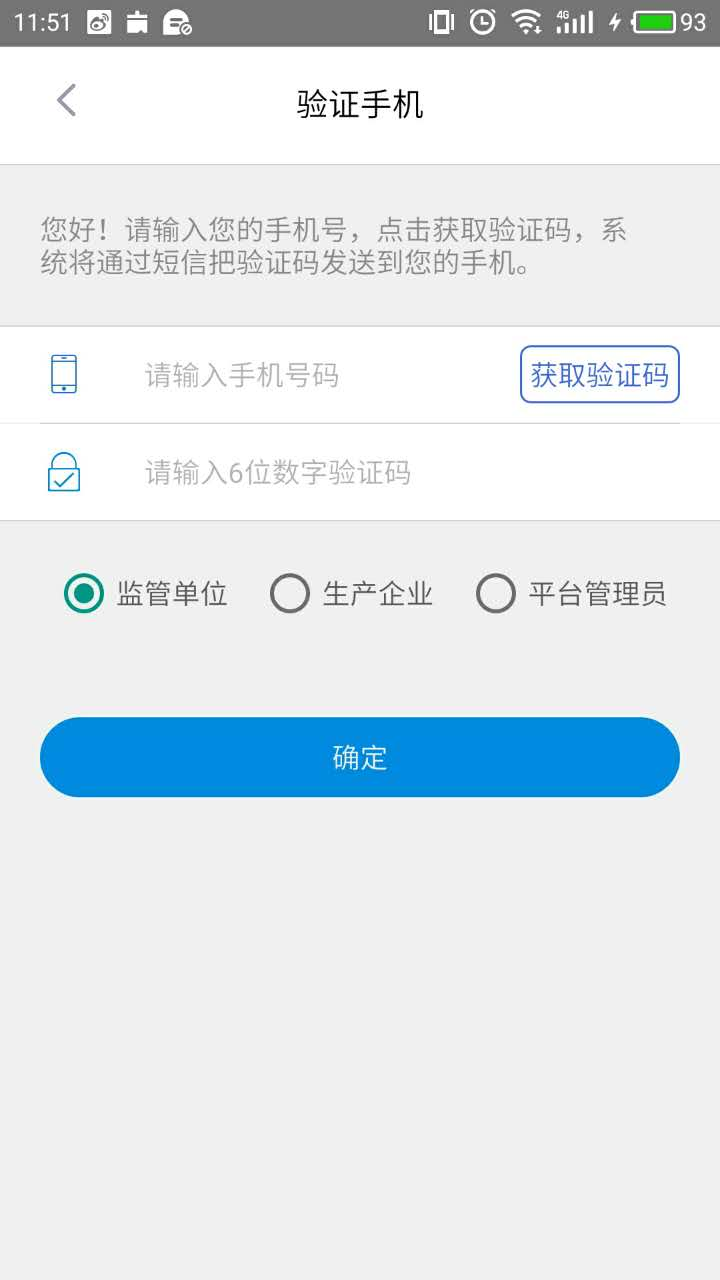 11:51
4G
93
验证手机
您好！请输入您的手机号，点击获取验证码，系
统将通过短信把验证码发送到您的手机。
请输入手机号码
获取验证码
请输入6位数字验证码
监管单位
生产企业
平台管理员
确定